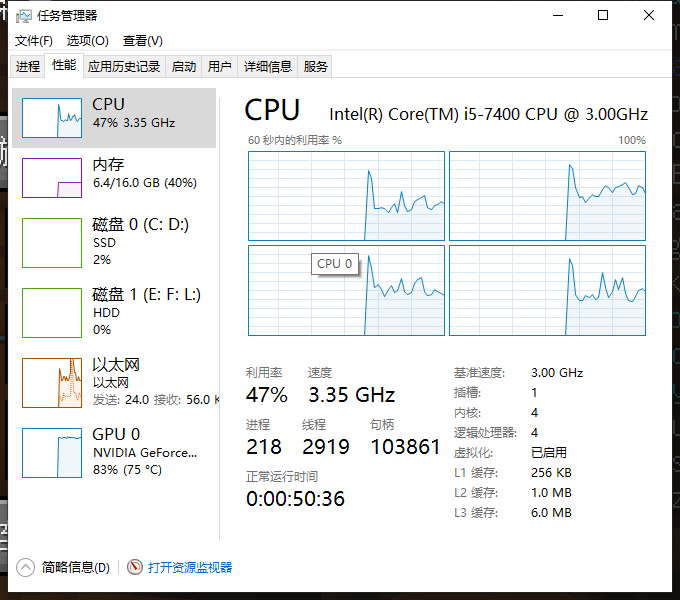 任务管理器
文件(F) 选项(O) 查看(V)
进程 性能 应用历史记录 启动 用户 详细信息 服务
CPU
47% 3.35 GHz
内存
6.4/16.0 GB (40%)
磁盘 0 (C: D:)
SSD
2%
磁盘 1 (E: F: L:)
HDD
0%
以太网
以太网
发送: 24.0 接收: 56.0 K
GPU 0
NVIDIA GeForce...
83% (75 °C)
CPU
Intel(R) Core(TM) i5-7400 CPU @ 3.00GHz
60 秒内的利用率 %
100%
CPU 0
利用率 速度
47% 3.35 GHz
进程 线程 句柄
218 2919 103861
正常运行时间
0:00:50:36
基准速度: 3.00 GHz
插槽: 1
内核: 4
逻辑处理器: 4
虚拟化: 已启用
L1 缓存: 256 KB
L2 缓存: 1.0 MB
L3 缓存: 6.0 MB
简略信息(D) 打开资源监视器